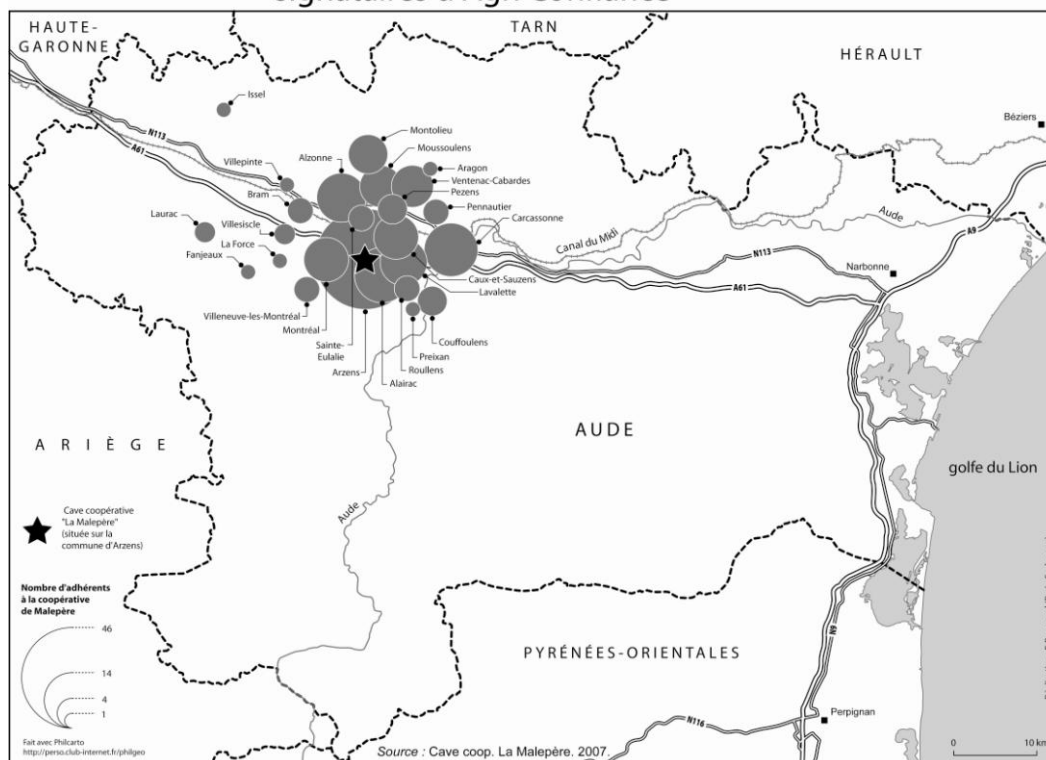 HAUTE-
GARONNE
TARN
HÉRAULT
Béziers
Issel
N113
A61
Montolieu
Moussoulens
Alzonne
Villepinte
Aragon
Ventenac-Cabardes
Pezens
Bram
Pennautier
Carcassonne
Laurac
Villesiscle
La Force
Fanjeaux
Canal du Midi
Aude
A9
N113
A61
Narbonne
Caux-et-Sauzens
Lavalette
Villeneuve-les-Montréal
Montréal
Sainte-
Eulalie
Arzens
Alairac
Roullens
Preixan
Couffoulens
AUDE
ARIÈGE
golfe du Lion
Aude
Cave coopérative
"La Malepère"
(située sur la
commune d'Arzens)
Nombre d'adhérents
à la coopérative
de Malepère
46
14
4
1
PYRÉNÉES-ORIENTALES
N9
N116
Perpignan
Fait avec Philcarto
http://perso.club-internet.fr/philgeo
Source : Cave coop. La Malepère. 2007.
0 10 km